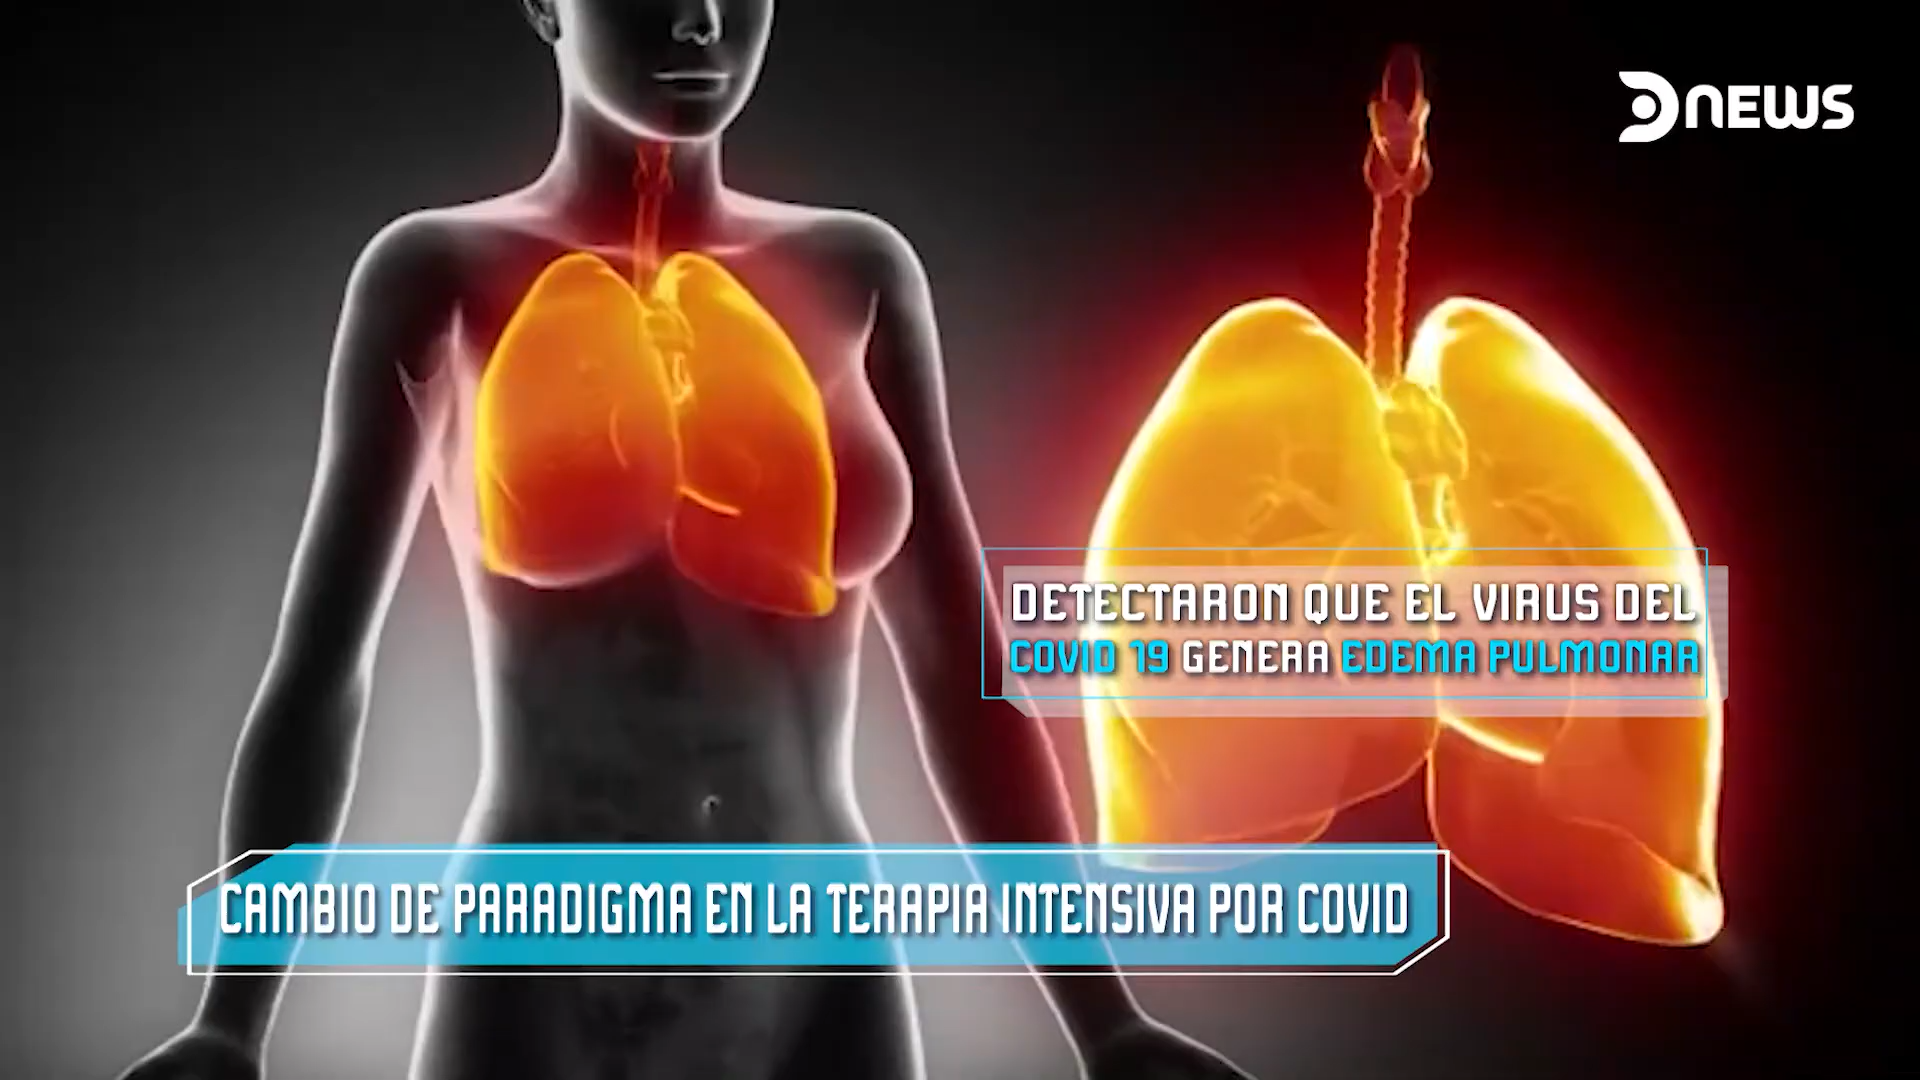 NEWS
DETECTARON QUE EL VIRUS DEL
COVID 19 GENERA EDEMA PULMONAR
CAMBIO DE PARADIGMA EN LA TERAPIA INTENSIVA POR COVID